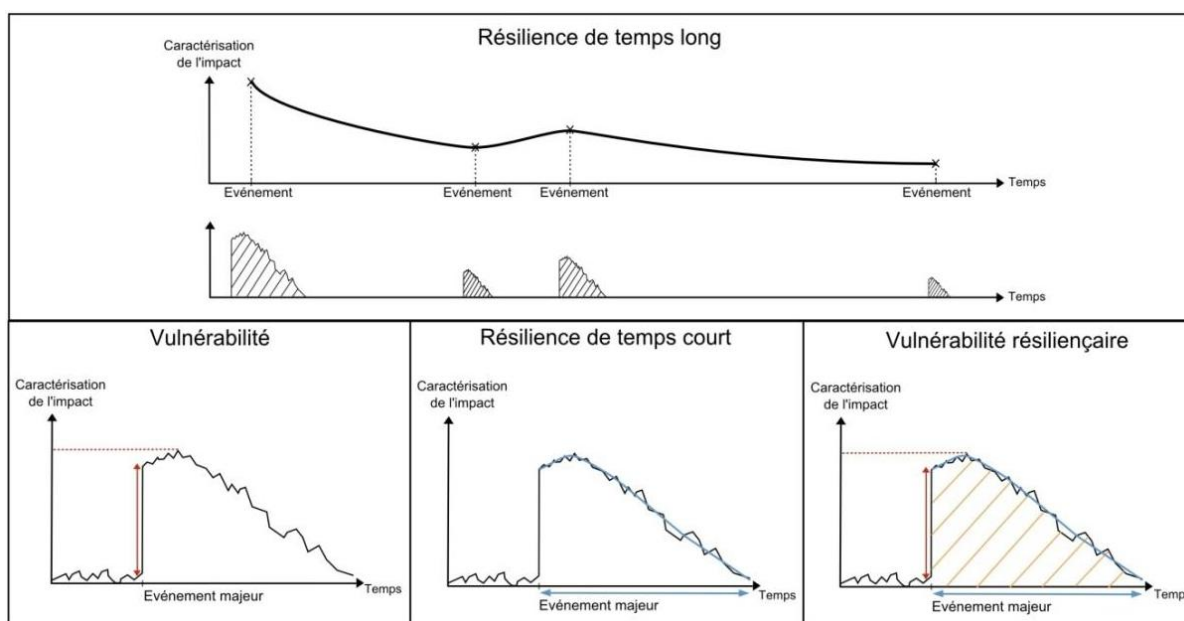 Résilience de temps long
Caractérisation
de l'impact
Evénement
Evénement
Evénement
Evénement
Temps
Temps
Vulnérabilité
Caractérisation
de l'impact
Evénement majeur
Temps
Résilience de temps court
Caractérisation
de l'impact
Evénement majeur
Temps
Vulnérabilité résiliençaire
Caractérisation
de l'impact
Evénement majeur
Temps